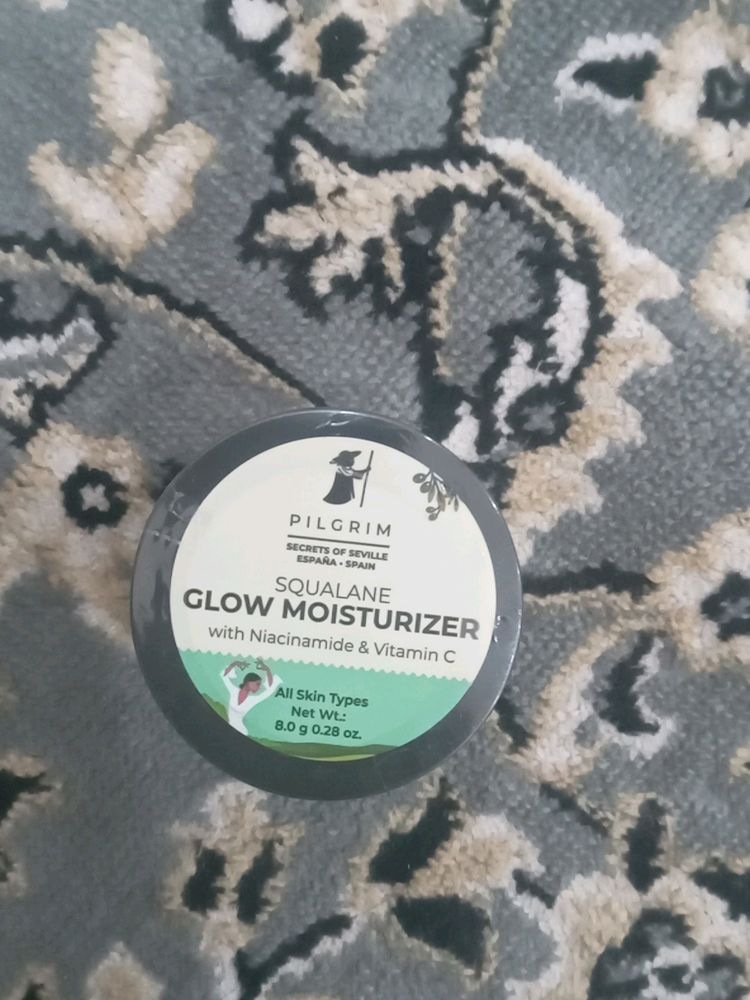 PILGRIM
SECRETS OF SEVILLE
ESPAÑA • SPAIN
SQUALANE
GLOW MOISTURIZER
with Niacinamide & Vitamin C
All Skin Types
Net Wt.:
8.0 g 0.28 oz.